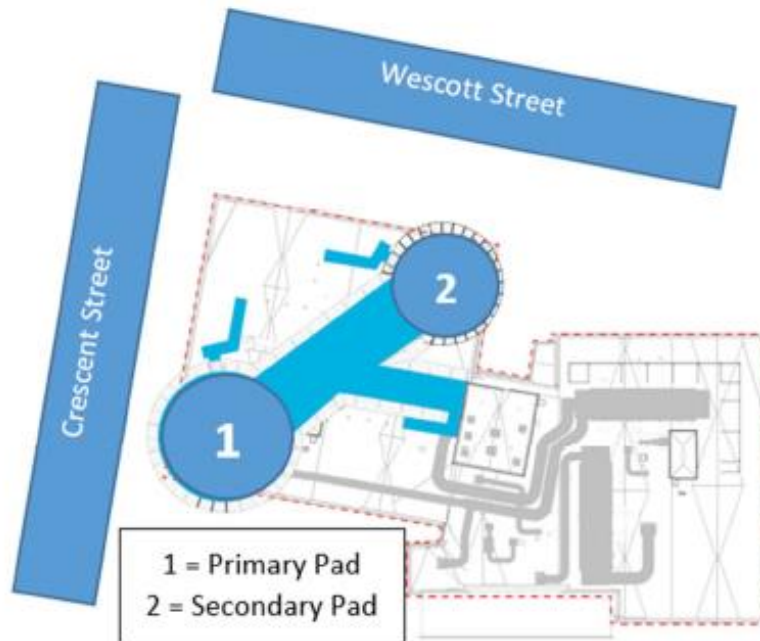 Wescott Street
Crescent Street
2
1
1 = Primary Pad
2 = Secondary Pad